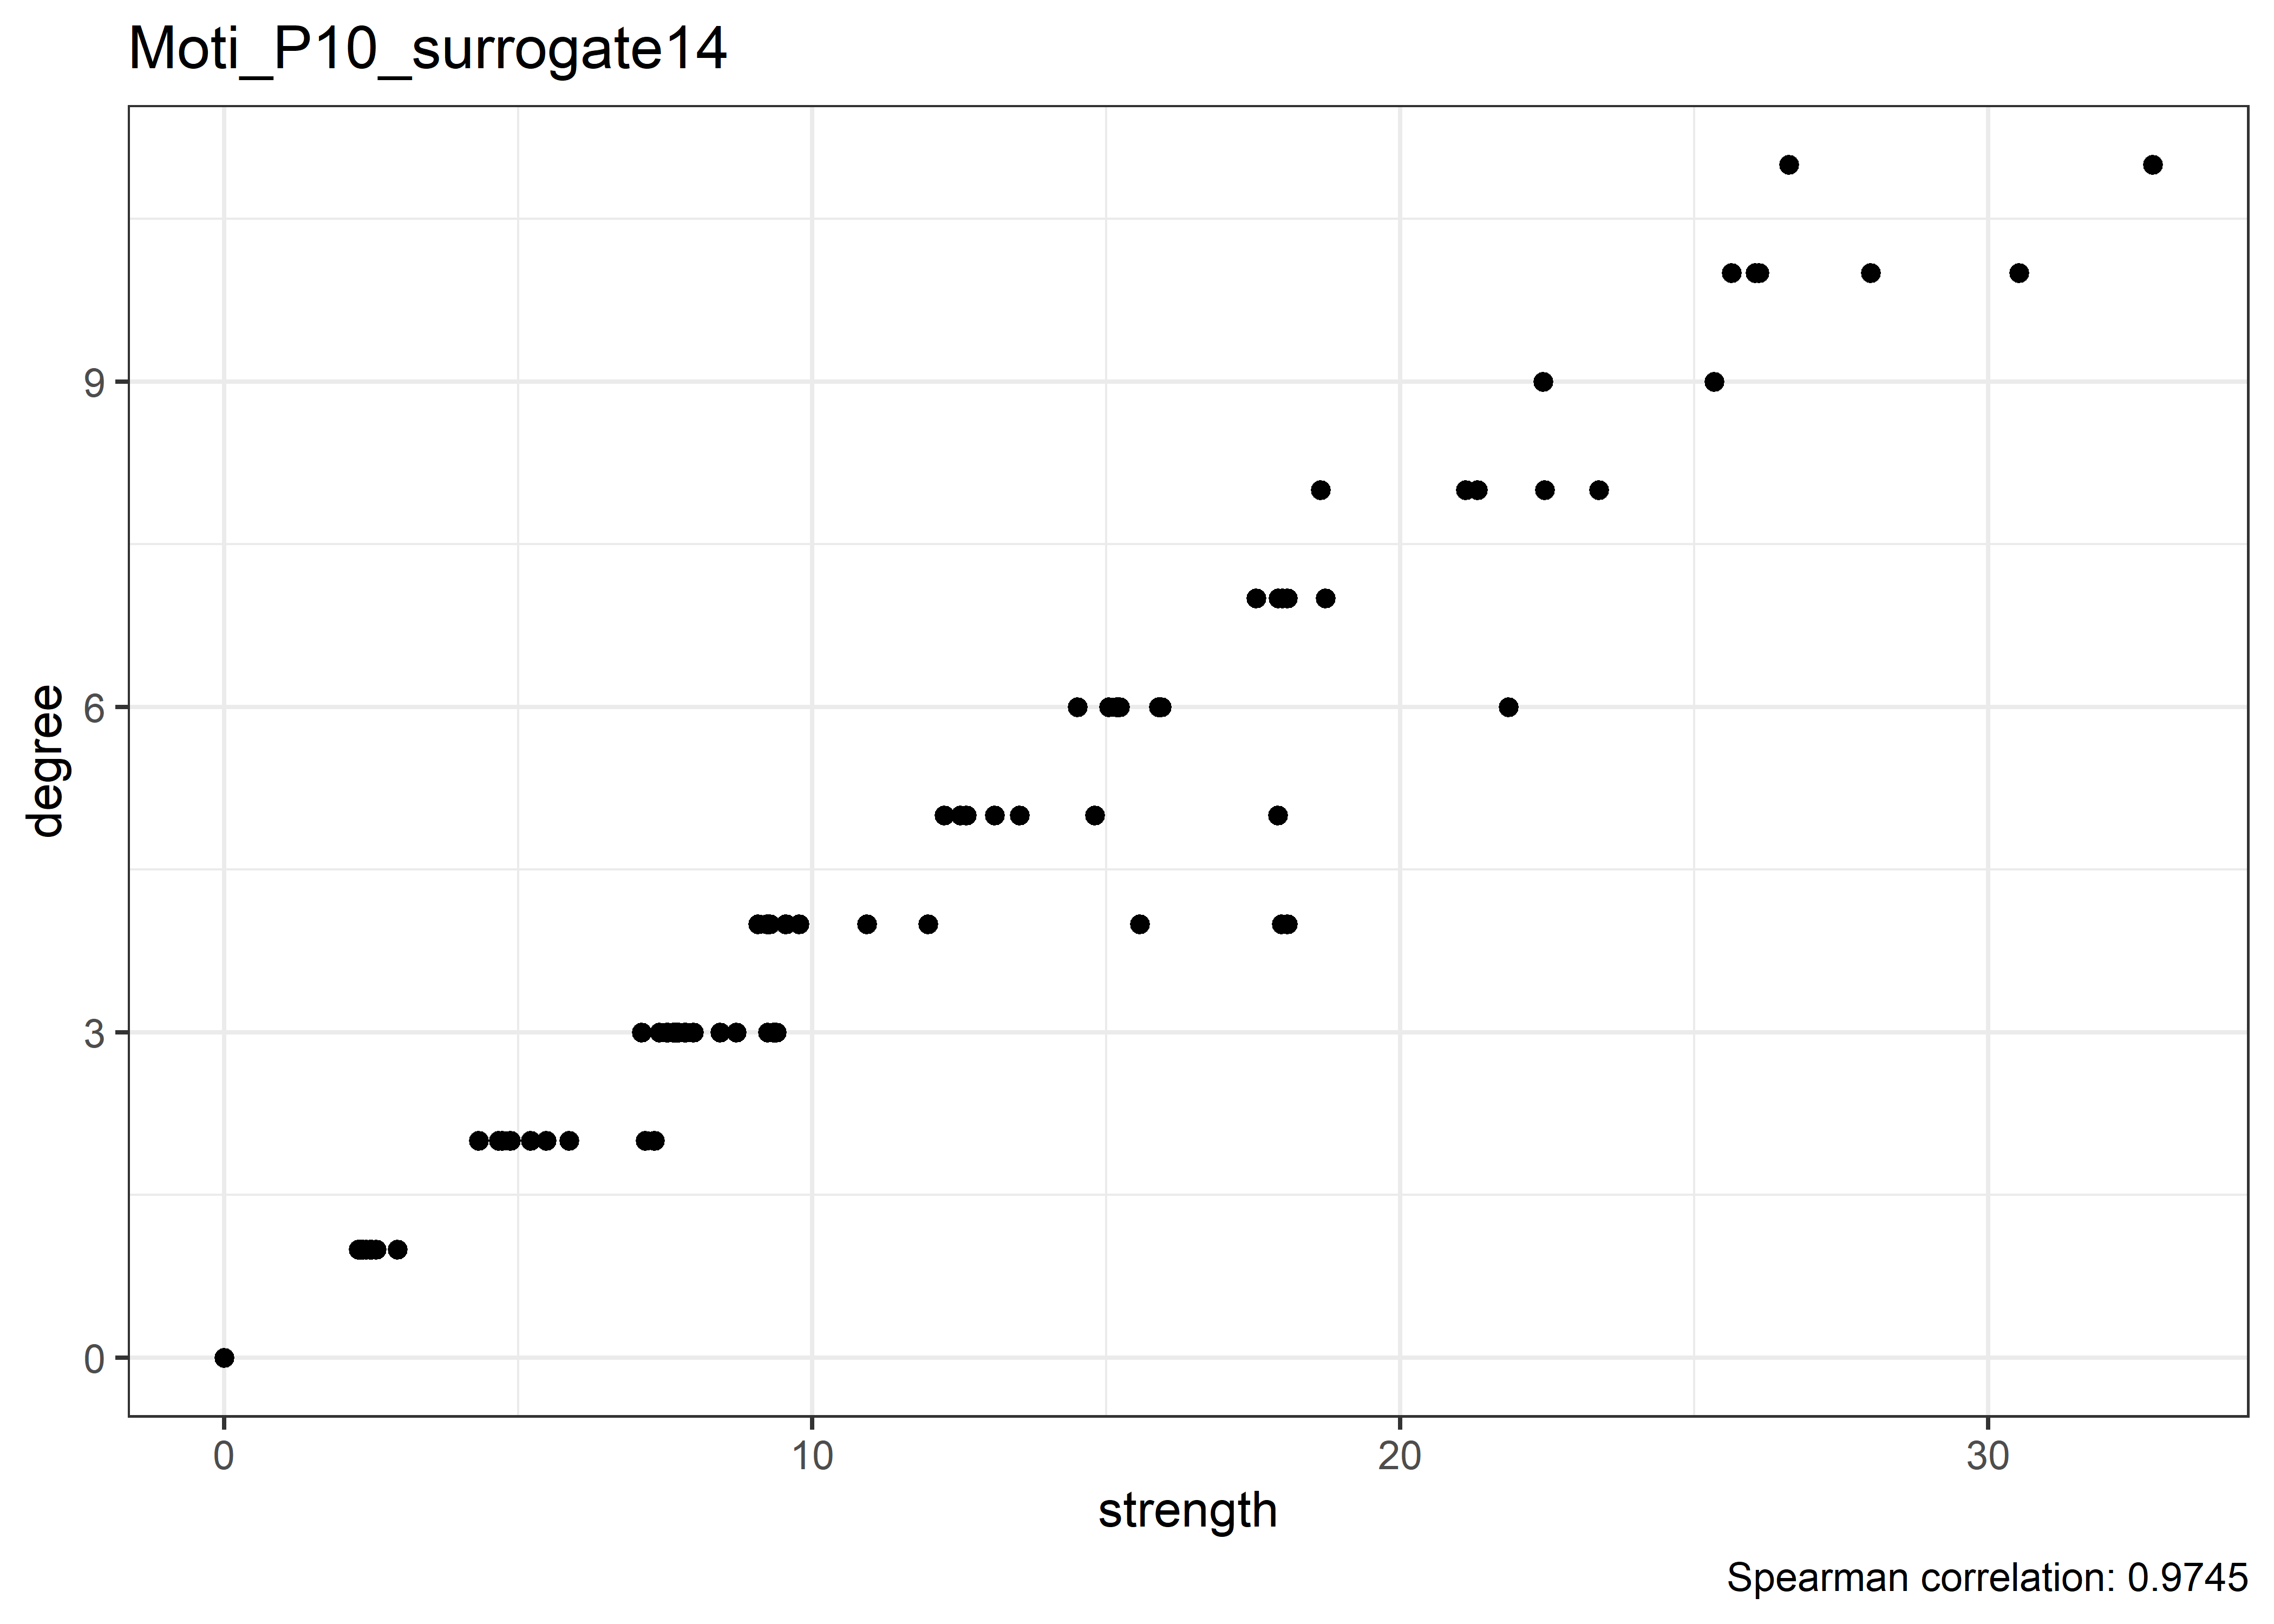 Moti_P10_surrogate14
degree
9
6
3
0
0 10 20 30
strength
Spearman correlation: 0.9745